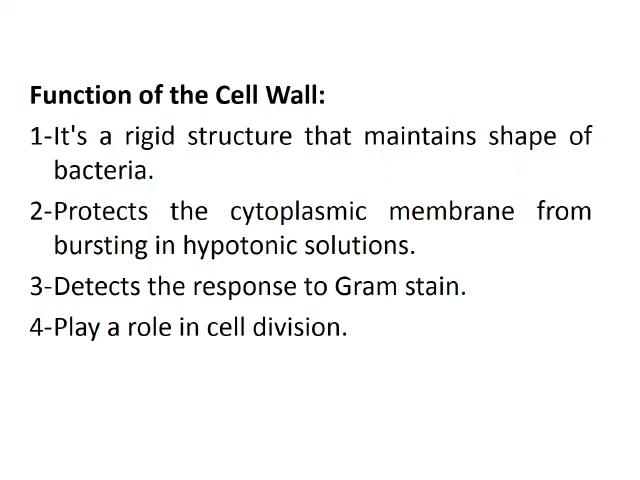 Function of the Cell Wall:
1-It's a rigid structure that maintains shape of
bacteria.
2-Protects the cytoplasmic membrane from
bursting in hypotonic solutions.
3-Detects the response to Gram stain.
4-Play a role in cell division.